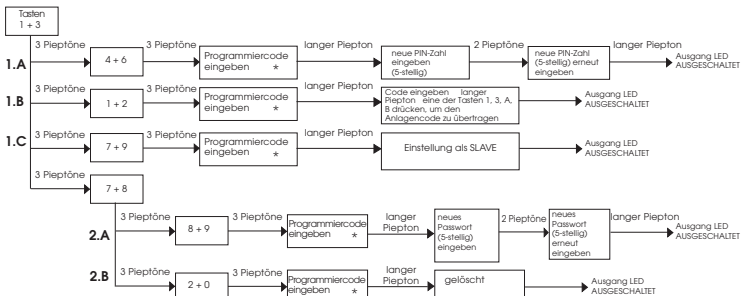 Tasten
1 + 3
3 Pieptöne
3 Pieptöne
langer Piepton
2 Pieptöne
langer Piepton
1.A
4 + 6
Programmiercode
eingeben *
neue PIN-Zahl
eingeben
(5-stellig)
neue PIN-Zahl
(5-stellig) erneut
eingeben
Ausgang LED
AUSGESCHALTET
3 Pieptöne
3 Pieptöne
langer Piepton
1.B
1 + 2
Programmiercode
eingeben *
Code eingeben langer
Piepton eine der Tasten 1, 3, A,
B drücken, um den
Anlagencode zu übertragen
Ausgang LED
AUSGESCHALTET
3 Pieptöne
3 Pieptöne
langer Piepton
1.C
7 + 9
Programmiercode
eingeben *
Einstellung als SLAVE
Ausgang LED
AUSGESCHALTET
3 Pieptöne
7 + 8
3 Pieptöne
3 Pieptöne
langer
Piepton
2 Pieptöne
langer Piepton
2.A
8 + 9
Programmiercode
eingeben *
neues
Passwort
(5-stellig)
eingeben
neues
Passwort
(5-stellig)
erneut
eingeben
Ausgang LED
AUSGESCHALTET
3 Pieptöne
3 Pieptöne
langer
Piepton
2.B
2 + 0
Programmiercode
eingeben *
gelöscht
Ausgang LED
AUSGESCHALTET